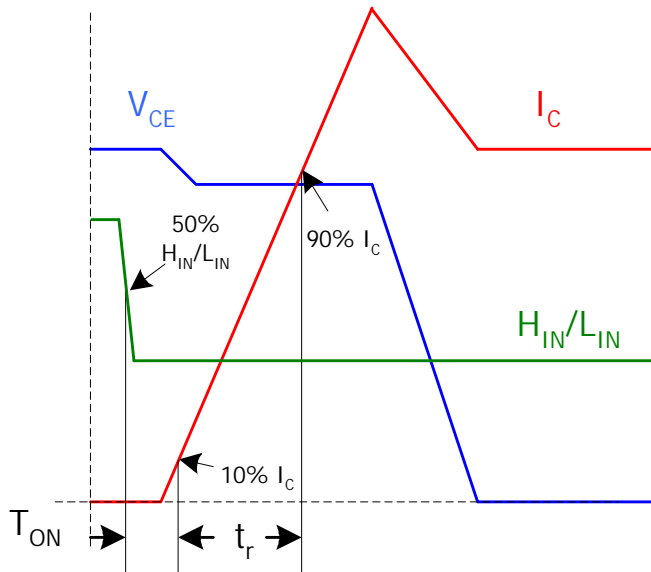 V_CE
I_C
50%
H_IN/L_IN
90% I_C
H_IN/L_IN
10% I_C
T_ON
t_r